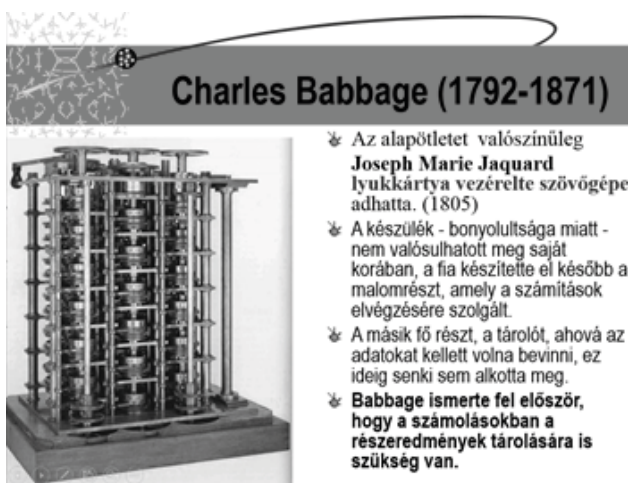 Charles Babbage (1792-1871)
Az alapötletet valószínűleg
Joseph Marie Jaquard
lyukkártya vezérelte szövőgépe
adhatta. (1805)
A készülék - bonyolultsága miatt -
nem valósulhatott meg saját
korában, a fia készítette el később a
malomrészt, amely a számítások
elvégzésére szolgált.
A másik fő részt, a tárolót, ahová az
adatokat kellett volna bevinni, ez
ideig senki sem alkotta meg.
Babbage ismerte fel először,
hogy a számolásokban a
részeredmények tárolására is
szükség van.